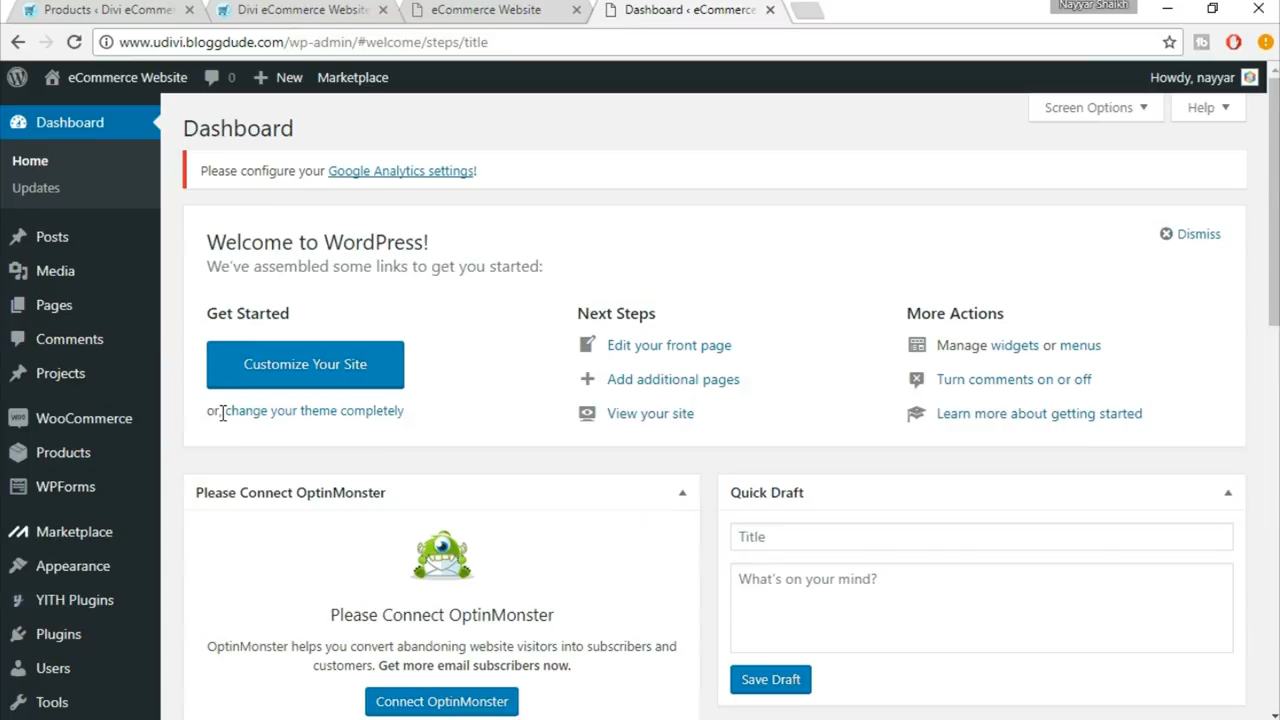 Products ‹ Divi eComme
Divi eCommerce Website
eCommerce Website
Dashboard ‹ eCommerce
Nayyar Shaikh
www.udivi.bloggdude.com/wp-admin/#welcome/steps/title
eCommerce Website
0
New
Marketplace
Howdy, nayyar
Dashboard
Home
Updates
Posts
Media
Pages
Comments
Projects
WooCommerce
Products
WPForms
Marketplace
Appearance
YITH Plugins
Plugins
Users
Tools
Screen Options
Help
Dashboard
Please configure your Google Analytics settings!
Welcome to WordPress!
Dismiss
We've assembled some links to get you started:
Get Started
Customize Your Site
or, change your theme completely
Next Steps
Edit your front page
Add additional pages
View your site
More Actions
Manage widgets or menus
Turn comments on or off
Learn more about getting started
Please Connect OptinMonster
Please Connect OptinMonster
OptinMonster helps you convert abandoning website visitors into subscribers and
customers. Get more email subscribers now.
Connect OptinMonster
Quick Draft
Title
What's on your mind?
Save Draft